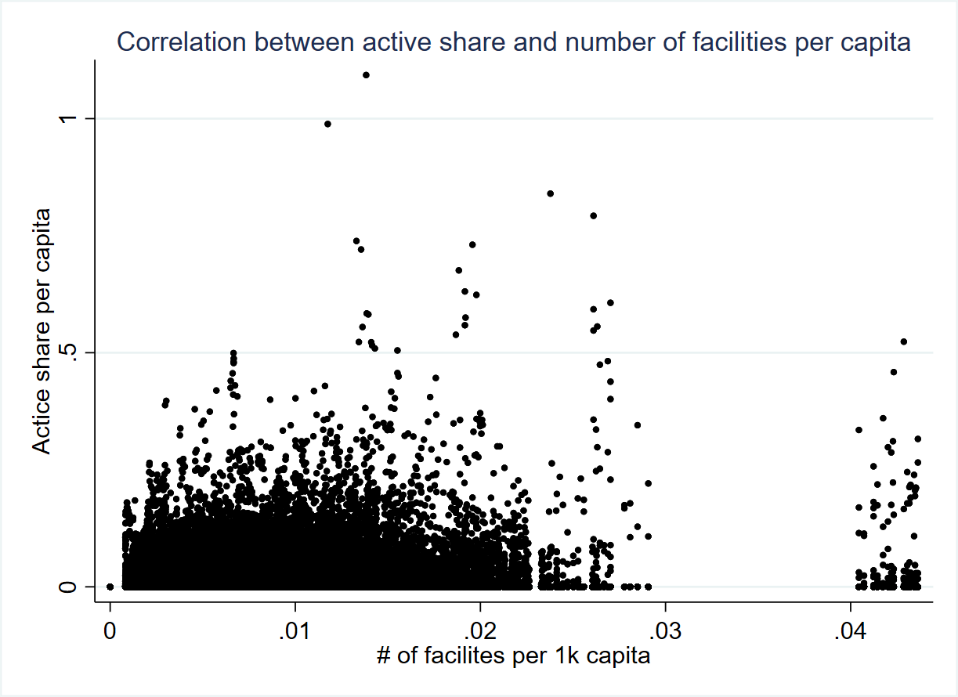 Correlation between active share and number of facilities per capita
Actice share per capita
1
.5
0
0 .01 .02 .03 .04
# of facilites per 1k capita